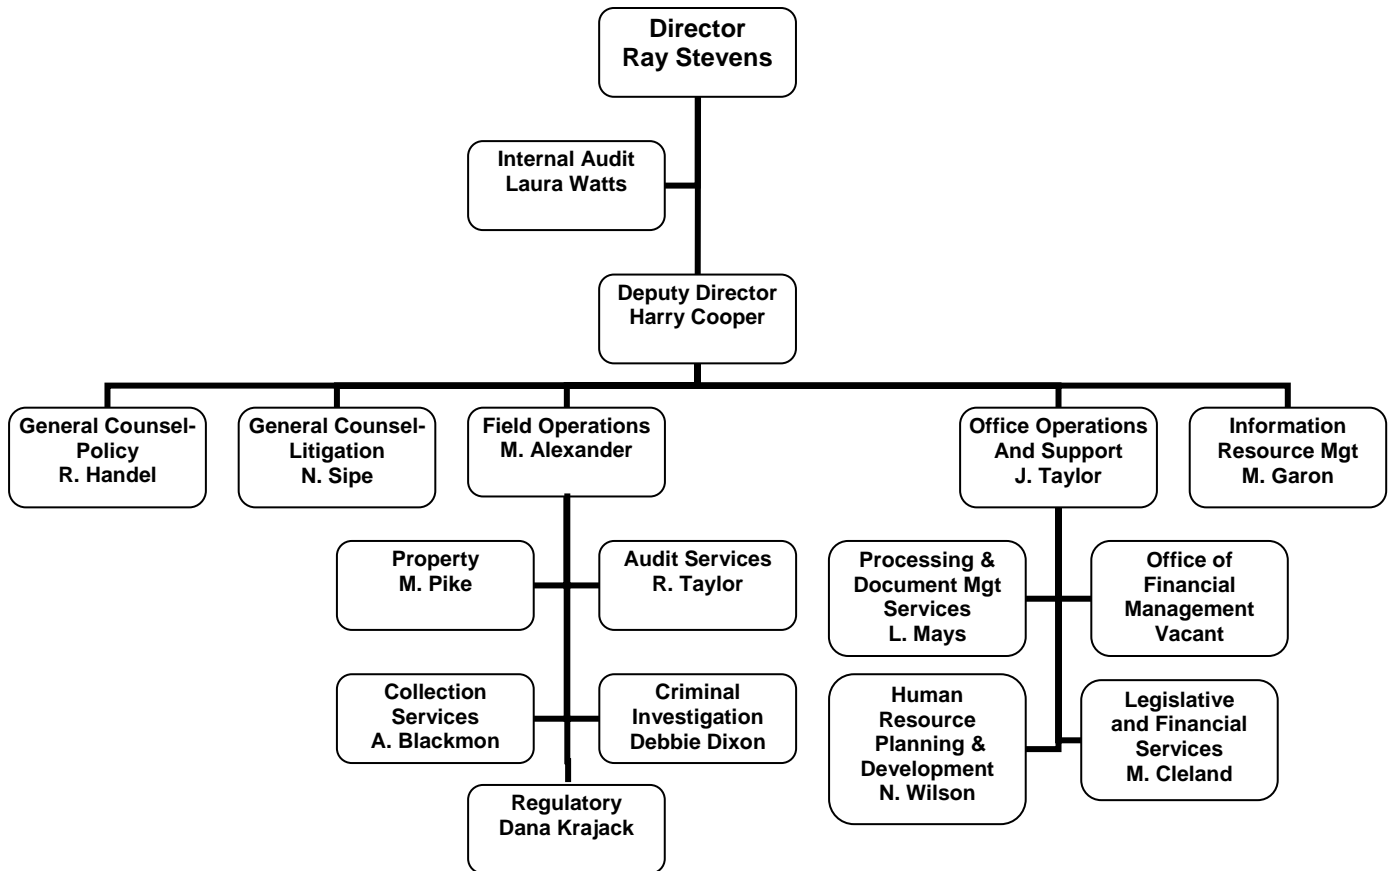 Director
Ray Stevens
Internal Audit
Laura Watts
Deputy Director
Harry Cooper
General Counsel-
Policy
R. Handel
General Counsel-
Litigation
N. Sipe
Field Operations
M. Alexander
Office Operations
And Support
J. Taylor
Information
Resource Mgt
M. Garon
Property
M. Pike
Audit Services
R. Taylor
Processing &
Document Mgt
Services
L. Mays
Office of
Financial
Management
Vacant
Collection
Services
A. Blackmon
Criminal
Investigation
Debbie Dixon
Human
Resource
Planning &
Development
N. Wilson
Legislative
and Financial
Services
M. Cleland
Regulatory
Dana Krajack